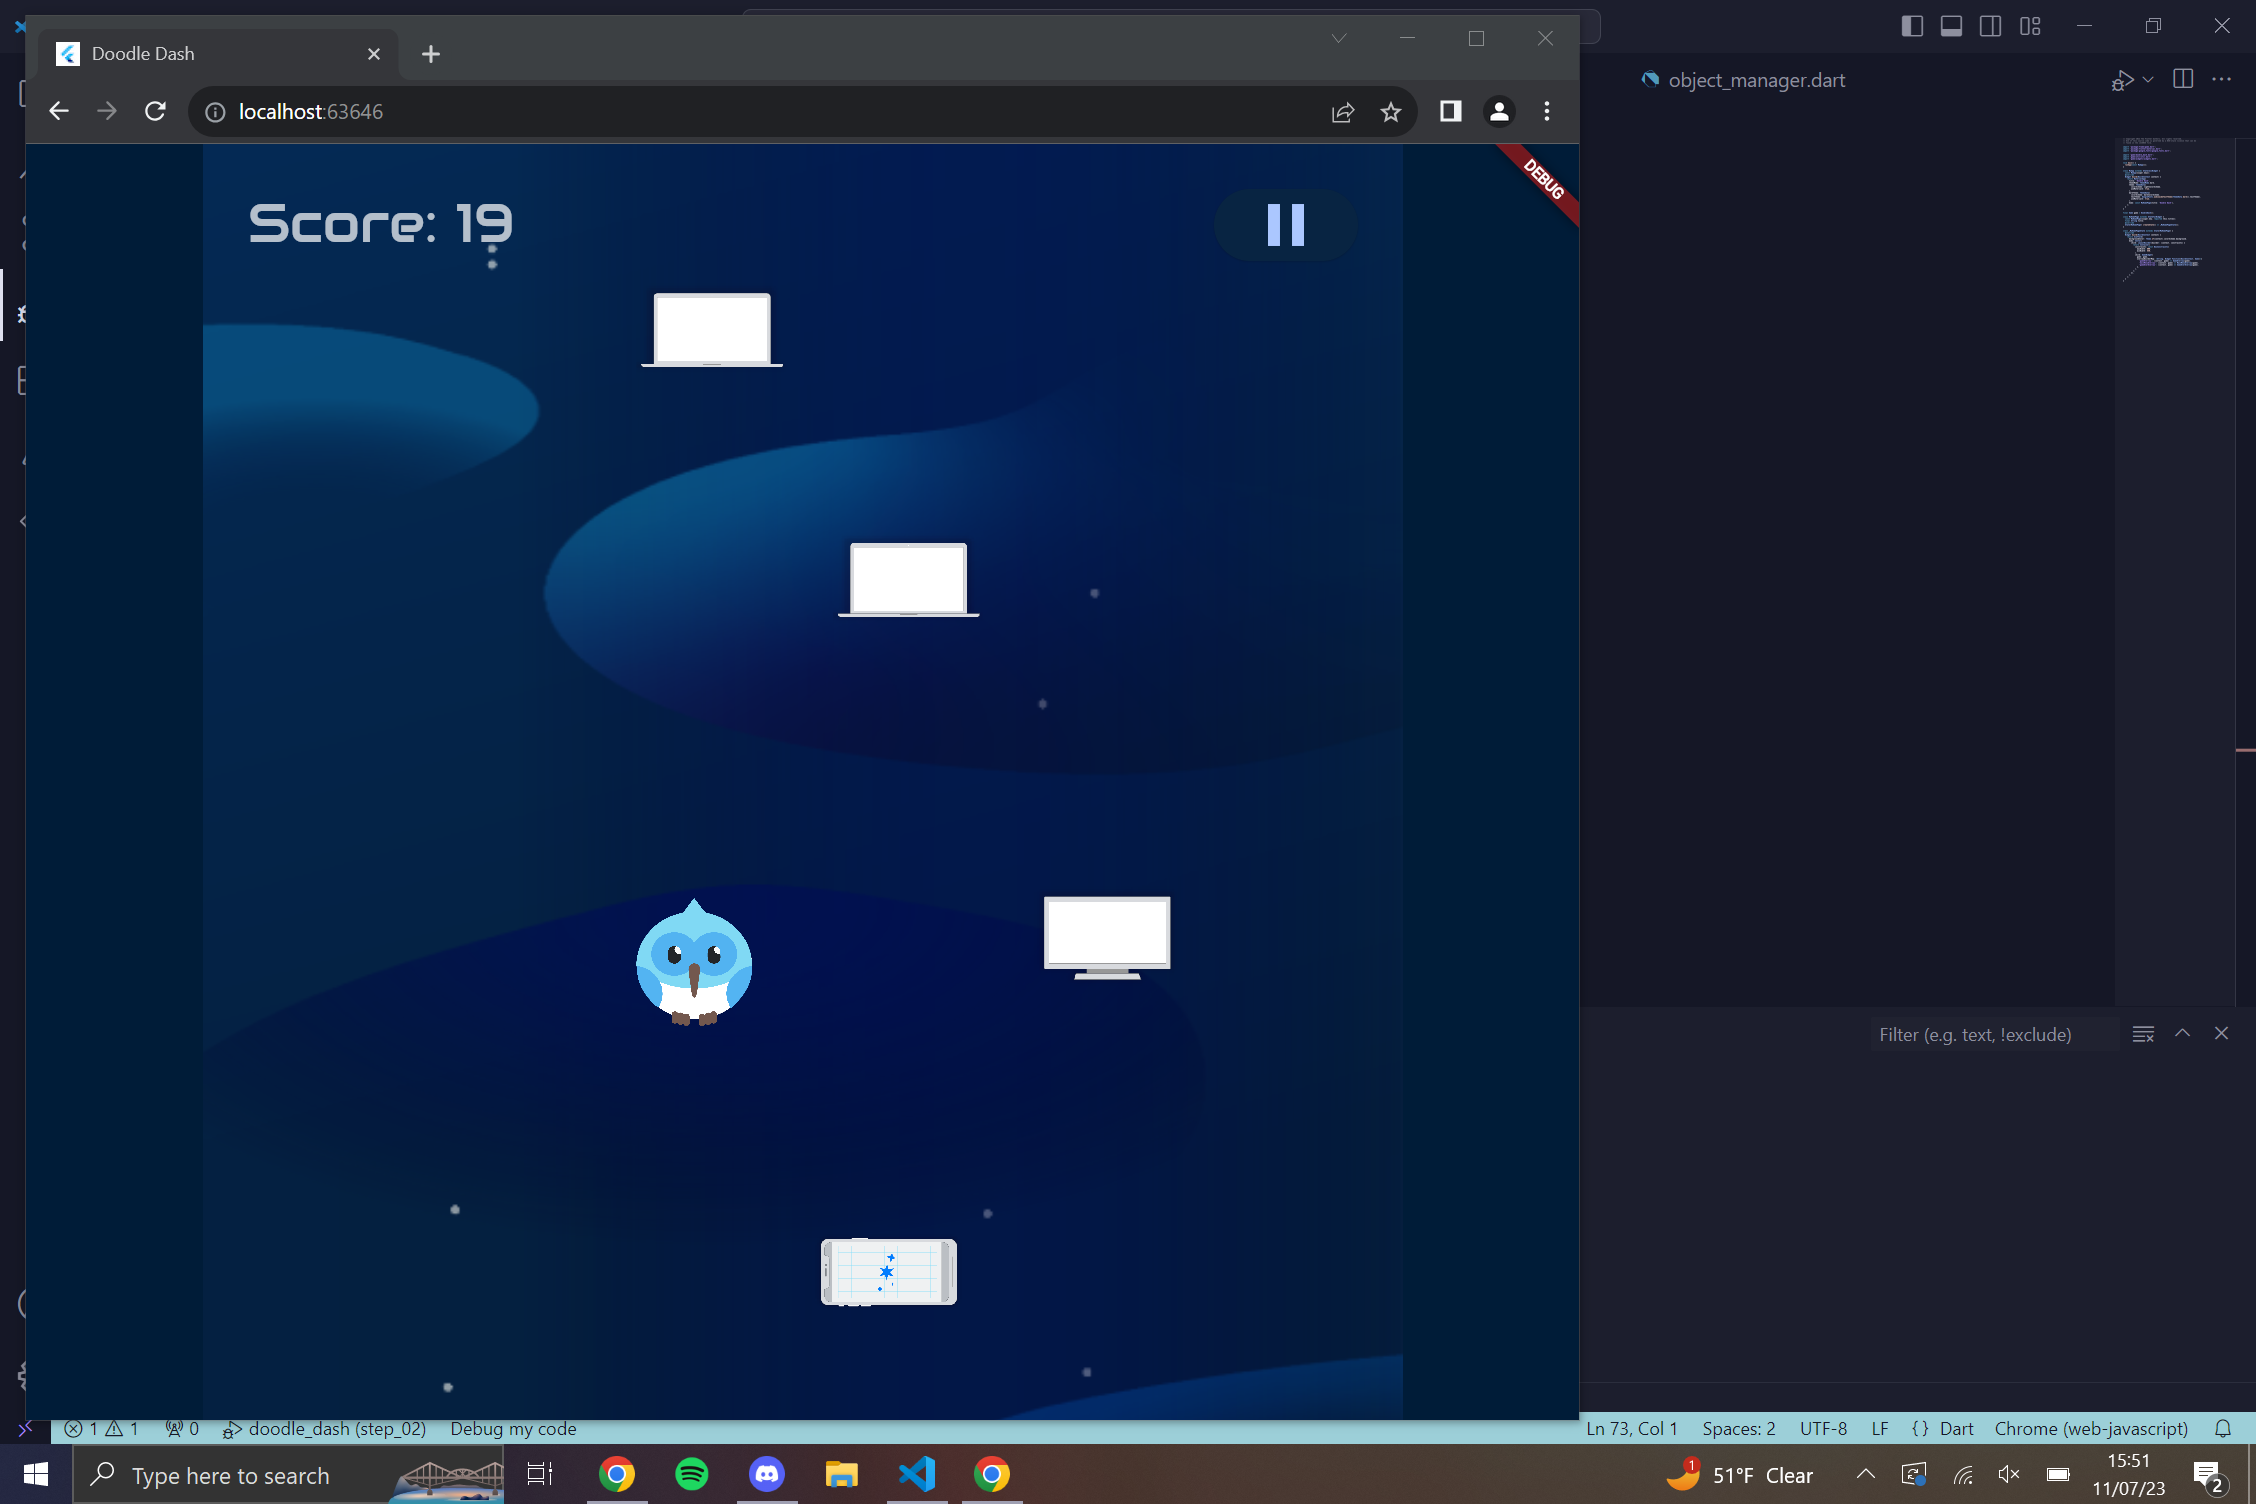 Doodle Dash
object_manager.dart
localhost:63646
DEBUG
Score: 19
Filter (e.g. text, !exclude)
1 1 0 doodle_dash (step_02) Debug my code Ln 73, Col 1 Spaces: 2 UTF-8 LF {} Dart Chrome (web-javascript)
Type here to search
1
51°F Clear
15:51
11/07/23
2